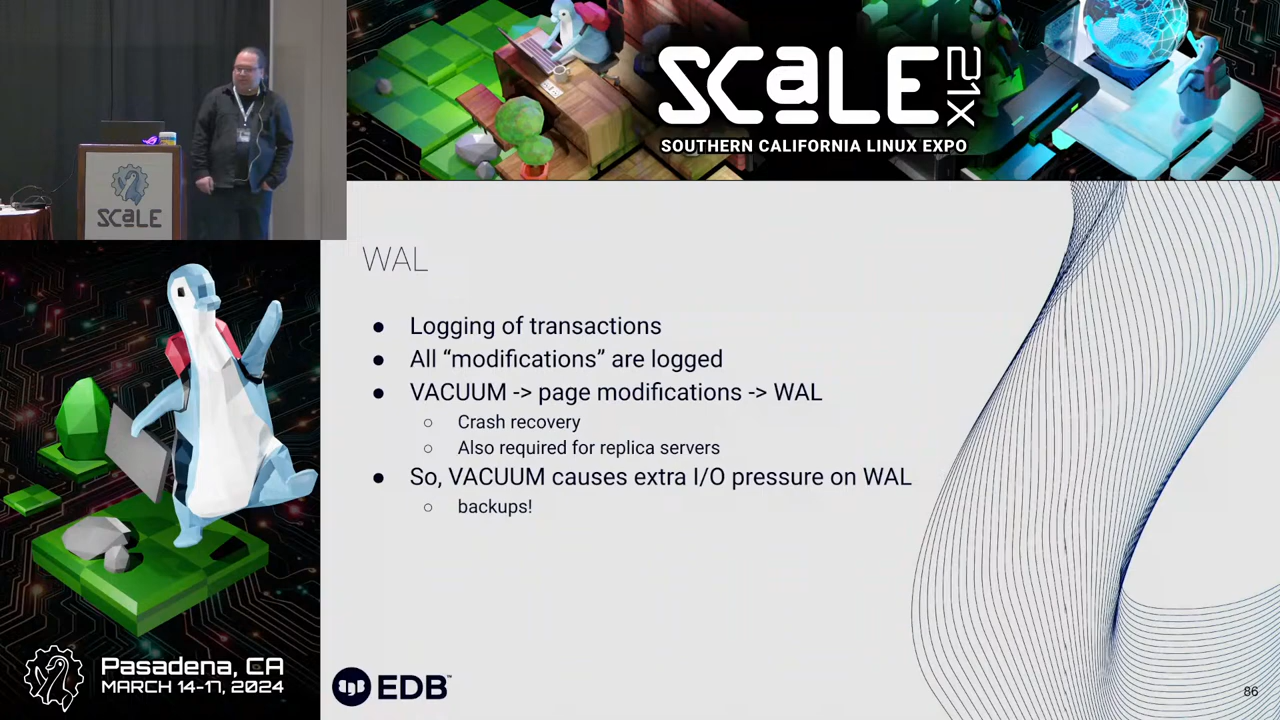 SCaLE 21x
SOUTHERN CALIFORNIA LINUX EXPO
SCaLE
WAL
● Logging of transactions
● All “modifications” are logged
● VACUUM -> page modifications -> WAL
○ Crash recovery
○ Also required for replica servers
● So, VACUUM causes extra I/O pressure on WAL
○ backups!
Pasadena, CA
MARCH 14-17, 2024
EDB™
86